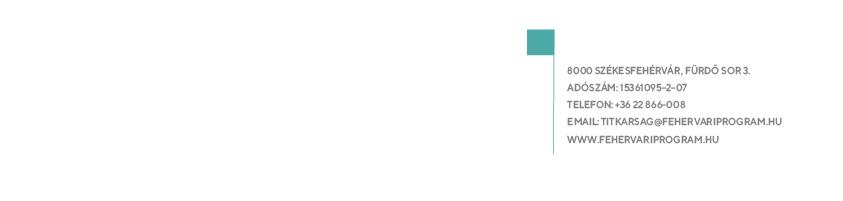 8000 SZÉKESFEHÉRVÁR, FÜRDŐ SOR 3.
ADÓSZÁM: 15361095-2-07
TELEFON: +36 22 866-008
EMAIL: TITKARSAG@FEHERVARIPROGRAM.HU
WWW.FEHERVARIPROGRAM.HU